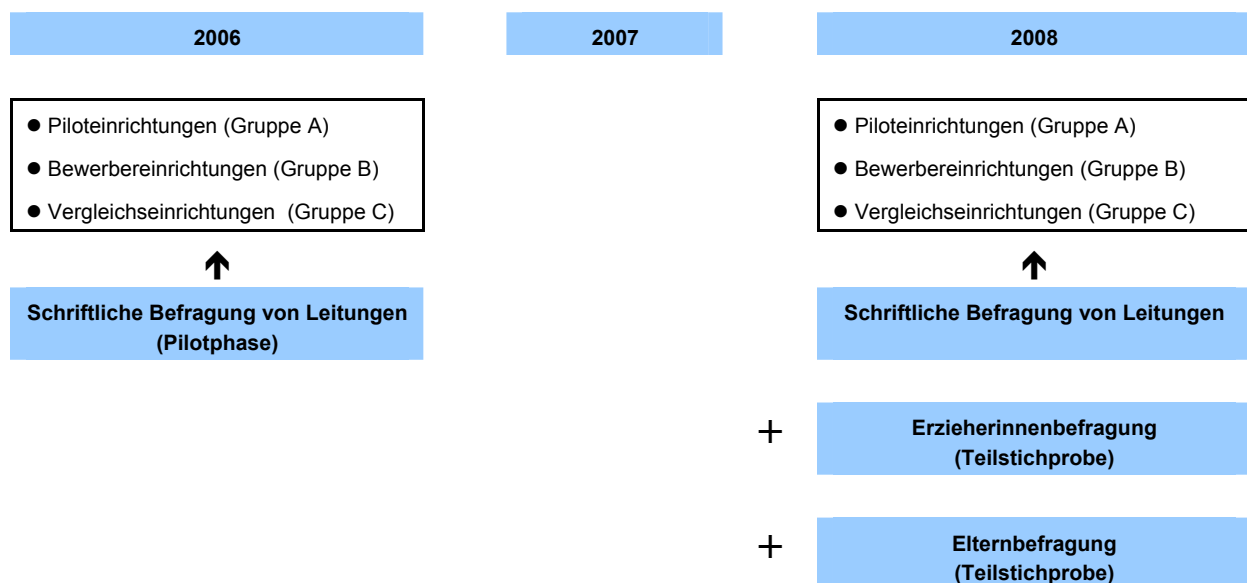 2006
2007
2008
● Piloteinrichtungen (Gruppe A)
● Bewerbereinrichtungen (Gruppe B)
● Vergleichseinrichtungen (Gruppe C)
● Piloteinrichtungen (Gruppe A)
● Bewerbereinrichtungen (Gruppe B)
● Vergleichseinrichtungen (Gruppe C)
Schriftliche Befragung von Leitungen
(Pilotphase)
Schriftliche Befragung von Leitungen
+
Erzieherinnenbefragung
(Teilstichprobe)
+
Elternbefragung
(Teilstichprobe)